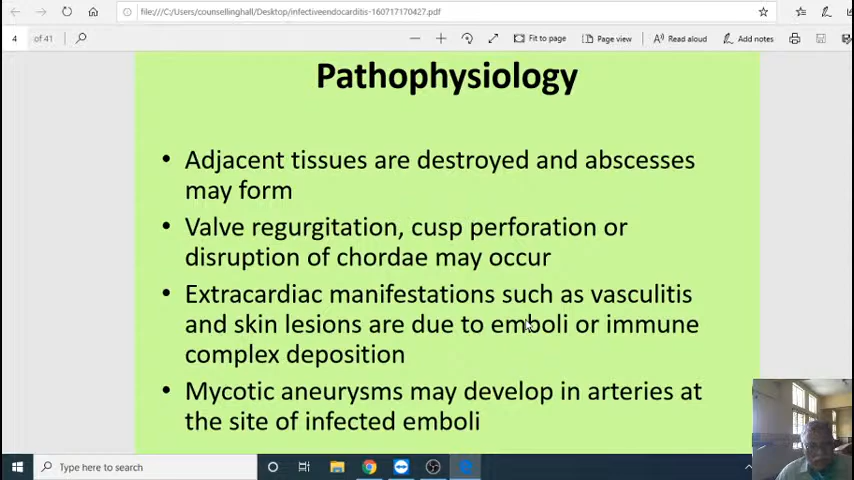 file:///C:/Users/counsellinghall/Desktop/infectiveendocarditis-160717170427.pdf
4 of 41 Fit to page Page view Read aloud Add notes
Pathophysiology
• Adjacent tissues are destroyed and abscesses
may form
• Valve regurgitation, cusp perforation or
disruption of chordae may occur
• Extracardiac manifestations such as vasculitis
and skin lesions are due to emboli or immune
complex deposition
• Mycotic aneurysms may develop in arteries at
the site of infected emboli
Type here to search